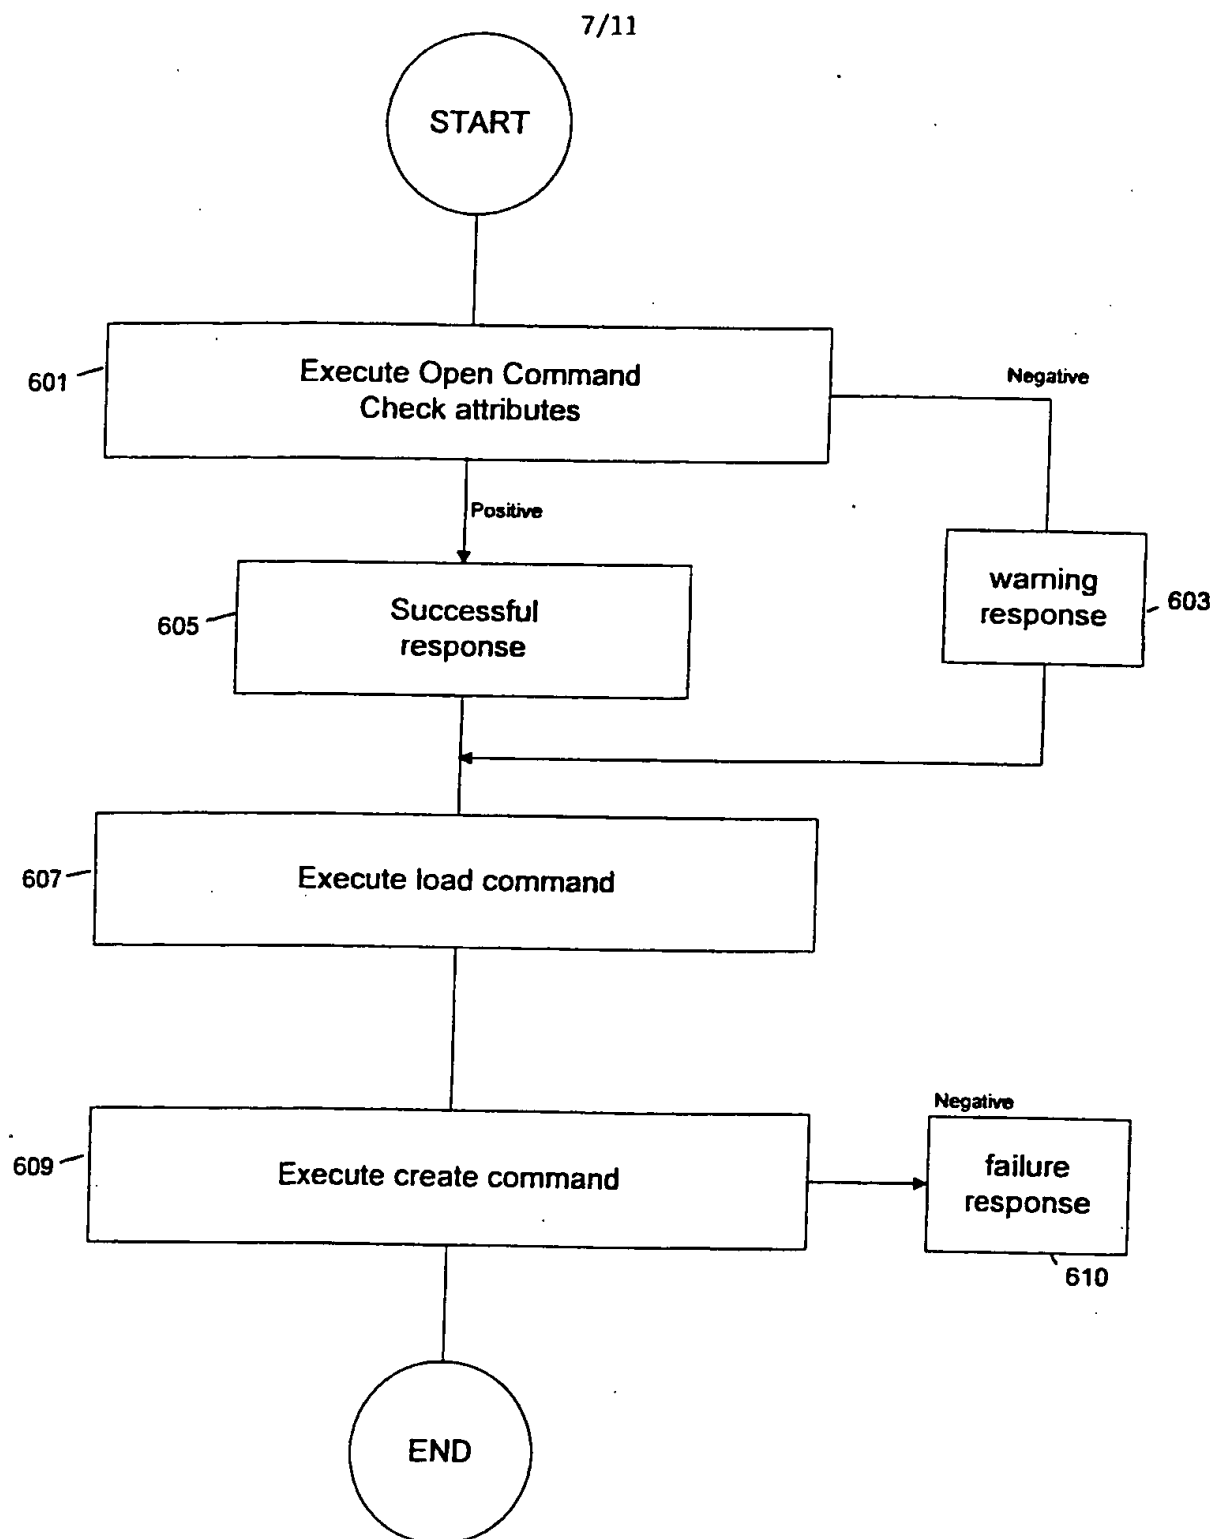 7/11
START
601
Execute Open Command
Check attributes
Negative
Positive
605
Successful
response
warning
response
603
607
Execute load command
609
Execute create command
Negative
failure
response
610
END